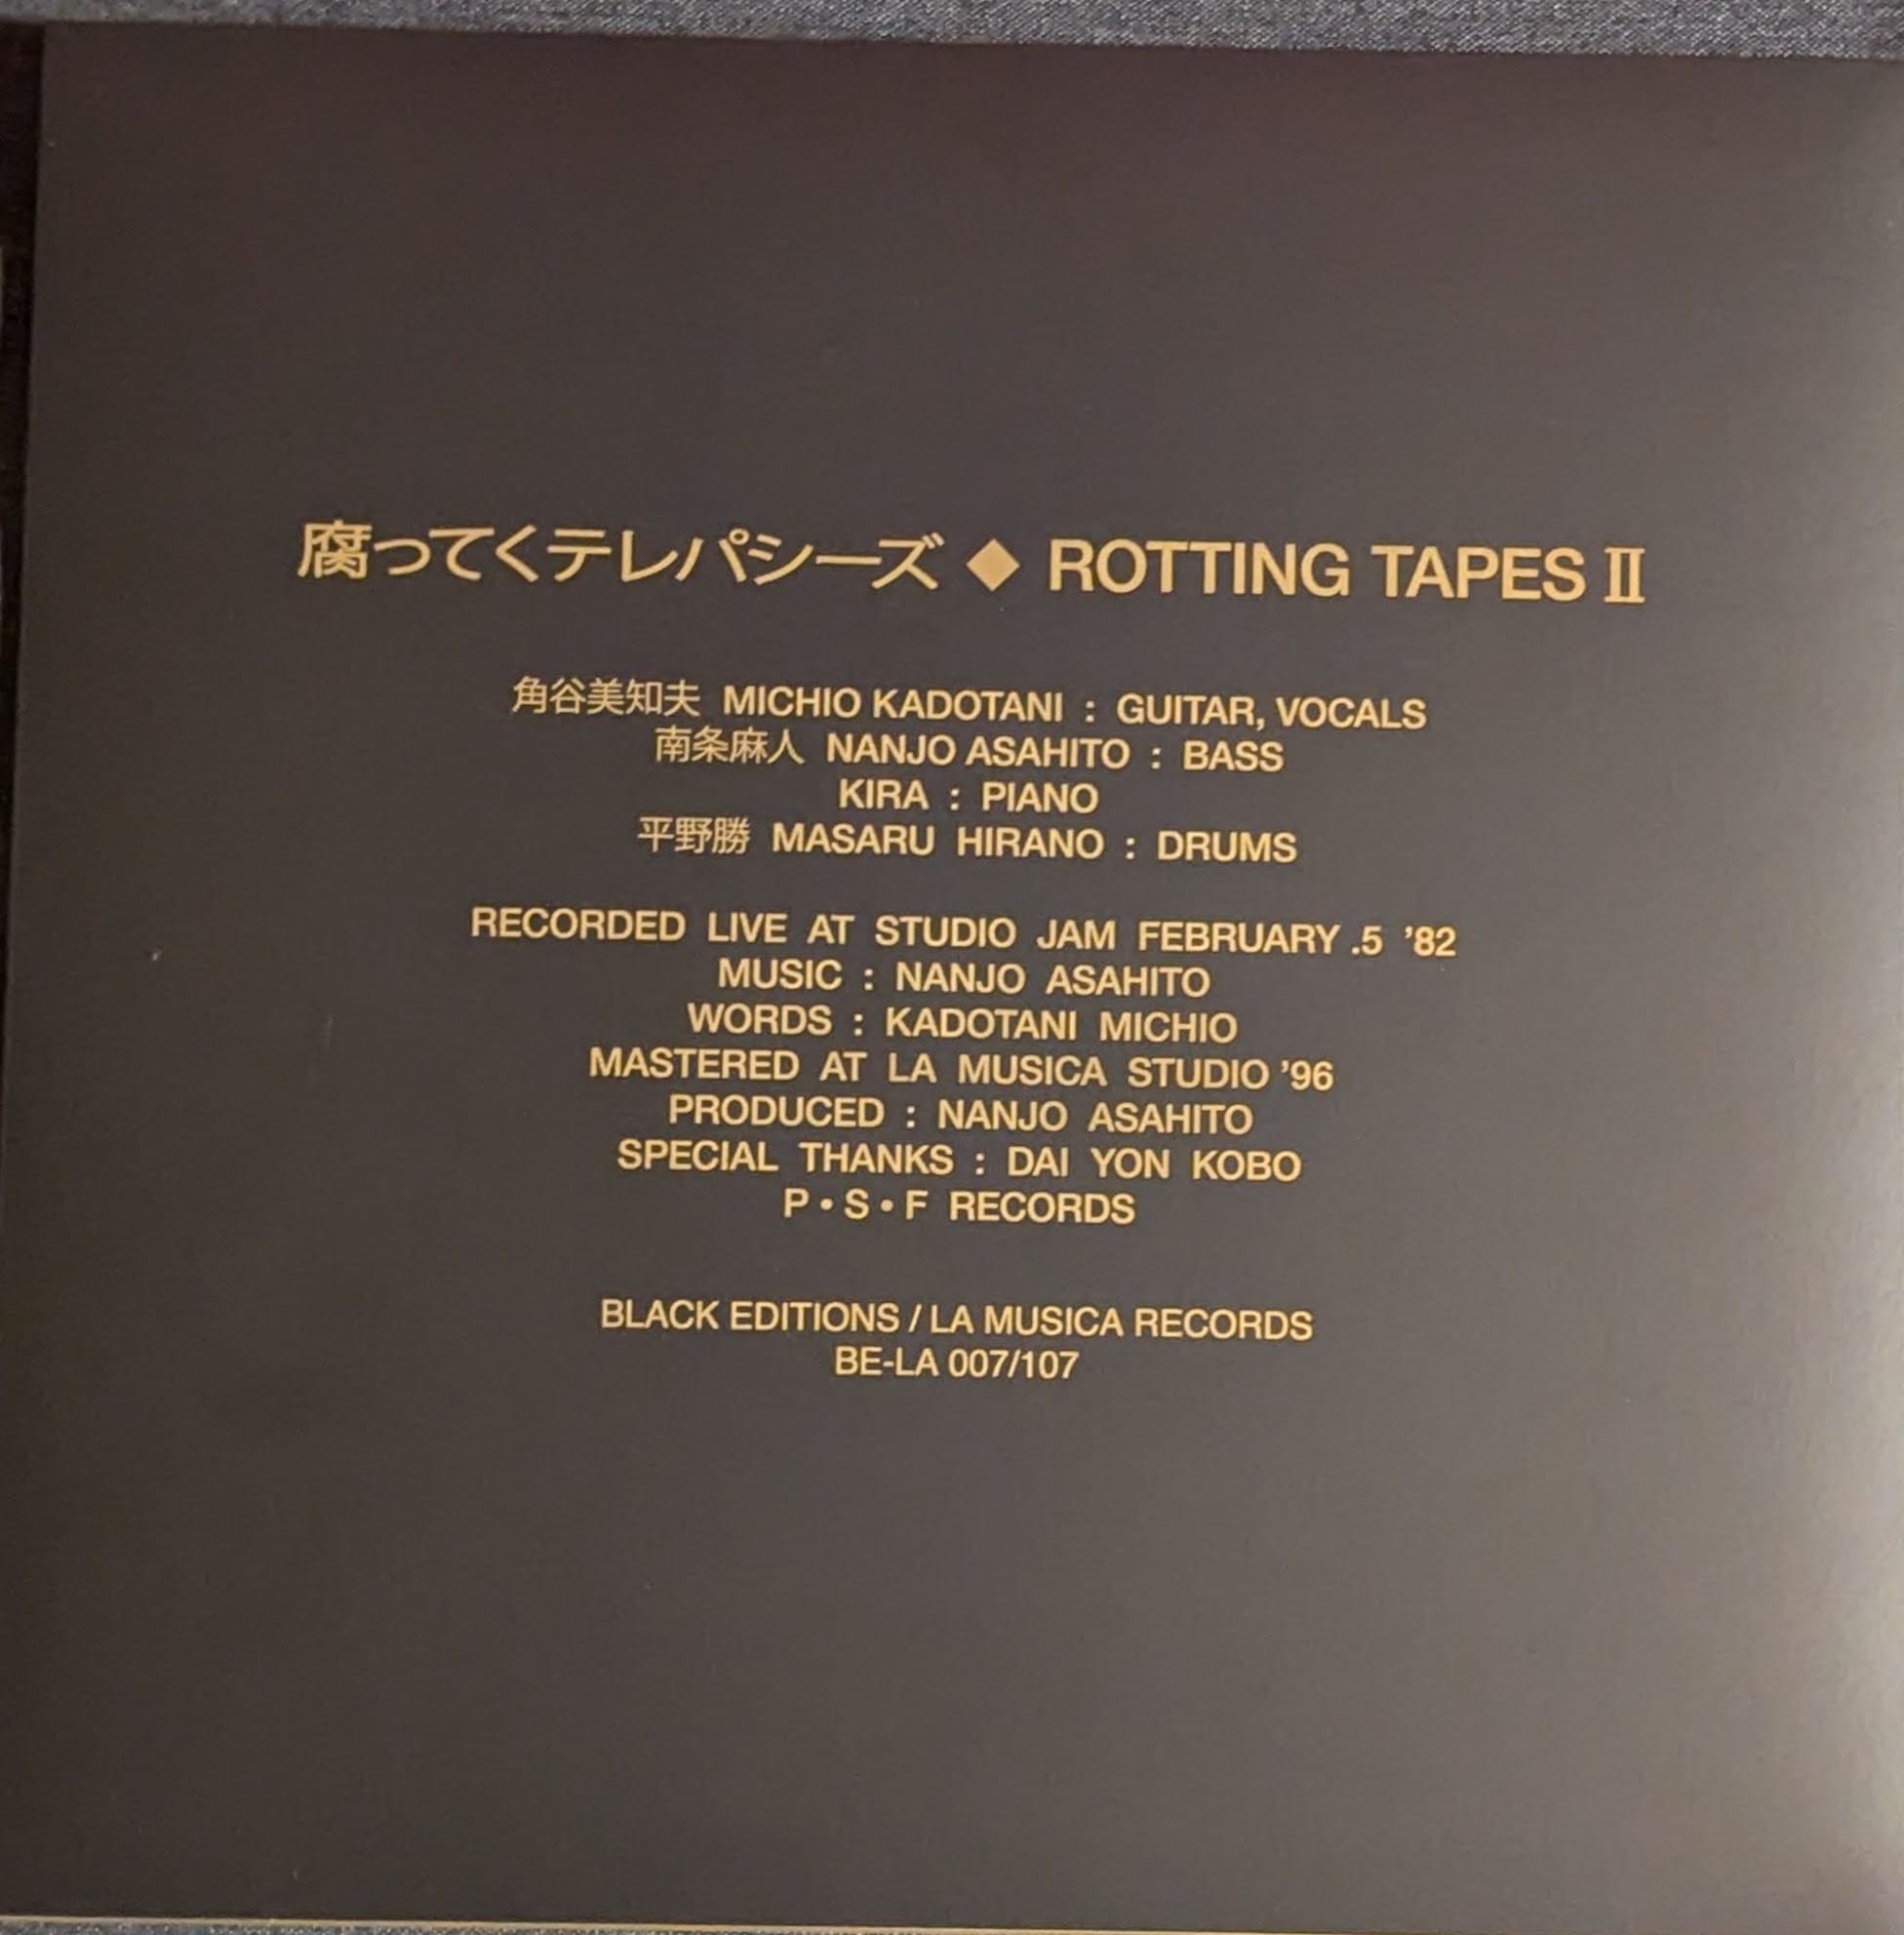 腐ってくテレパシーズ ◆ ROTTING TAPES Ⅱ
角谷美知夫 MICHIO KADOTANI : GUITAR, VOCALS
南条麻人 NANJO ASAHITO : BASS
KIRA : PIANO
平野勝 MASARU HIRANO : DRUMS
RECORDED LIVE AT STUDIO JAM FEBRUARY .5 ’82
MUSIC : NANJO ASAHITO
WORDS : KADOTANI MICHIO
MASTERED AT LA MUSICA STUDIO ’96
PRODUCED : NANJO ASAHITO
SPECIAL THANKS : DAI YON KOBO
P・S・F RECORDS
BLACK EDITIONS / LA MUSICA RECORDS
BE-LA 007/107